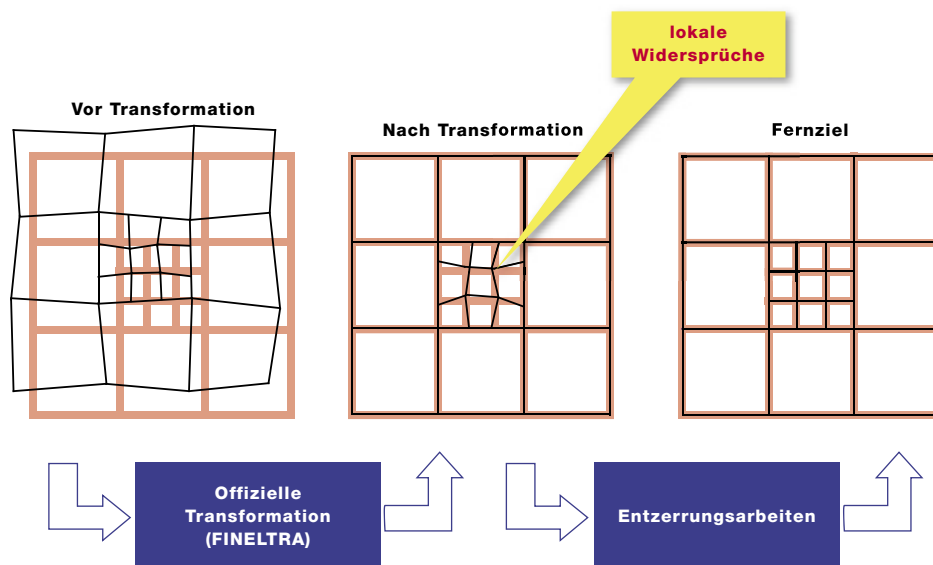 lokale
Widersprüche
Vor Transformation
Nach Transformation
Fernziel
Offizielle
Transformation
(FINELTRA)
Entzerrungsarbeiten